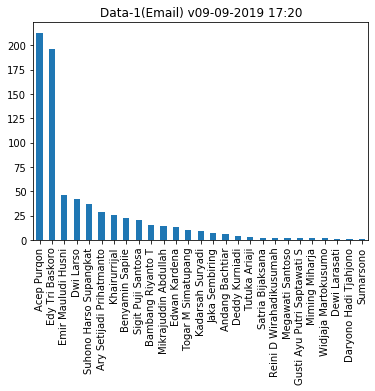 Data-1(Email) v09-09-2019 17:20
200
175
150
125
100
75
50
25
0
Acep Purqon
Edy Tri Baskoro
Emir Mauludi Husni
Dwi Larso
Suhono Harso Supangkat
Ary Setijadi Prihatmanto
Khairurrijal
Benyamin Sapiie
Sigit Puji Santosa
Bambang Riyanto T
Mikrajuddin Abdullah
Edwan Kardena
Togar M Simatupang
Kadarsah Suryadi
Jaka Sembiring
Andang Bachtiar
Deddy Kurniadi
Tutuka Ariaji
Satria Bijaksana
Reini D Wirahadikusumah
Megawati Santoso
Gusti Ayu Putri Saptawati S
Miming Miharja
Widjaja Martokusumo
Dewi Larasati
Daryono Hadi Tjahjono
Sumarsono